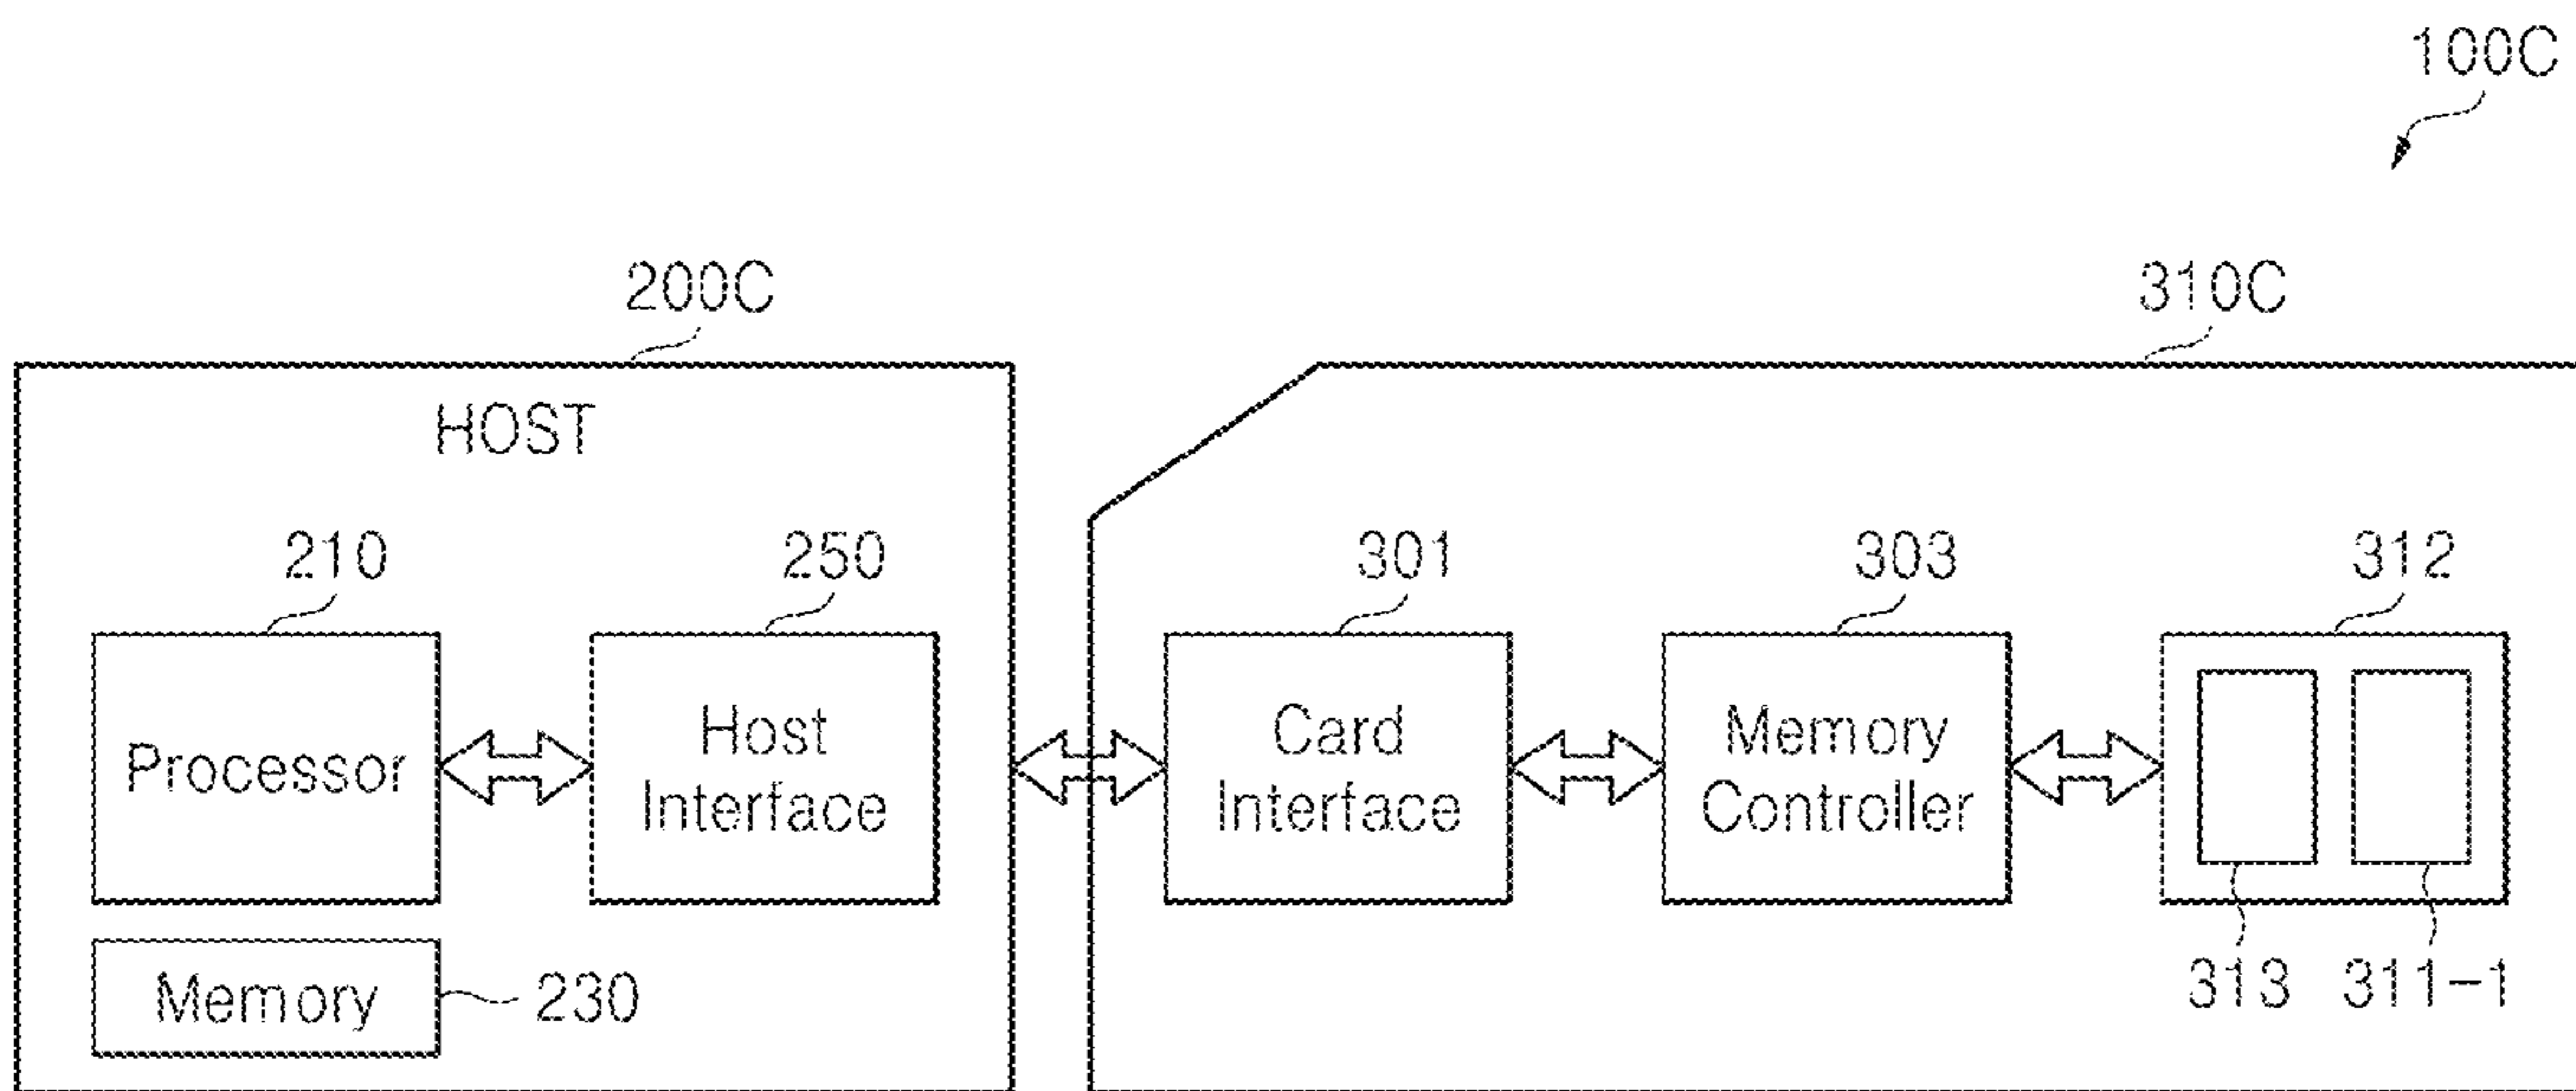 100C
200C
310C
HOST
210
250
301
303
312
Processor
Host
Interface
Card
Interface
Memory
Controller
313
311-1
Memory
230